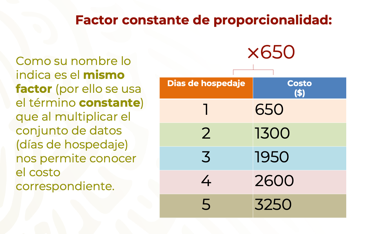 Factor constante de proporcionalidad:
×650
Como su nombre lo
indica es el mismo
factor (por ello se usa
el término constante)
que al multiplicar el
conjunto de datos
(días de hospedaje)
nos permite conocer
el costo
correspondiente.
Dias de hospedaje Costo
($)
1 650
2 1300
3 1950
4 2600
5 3250